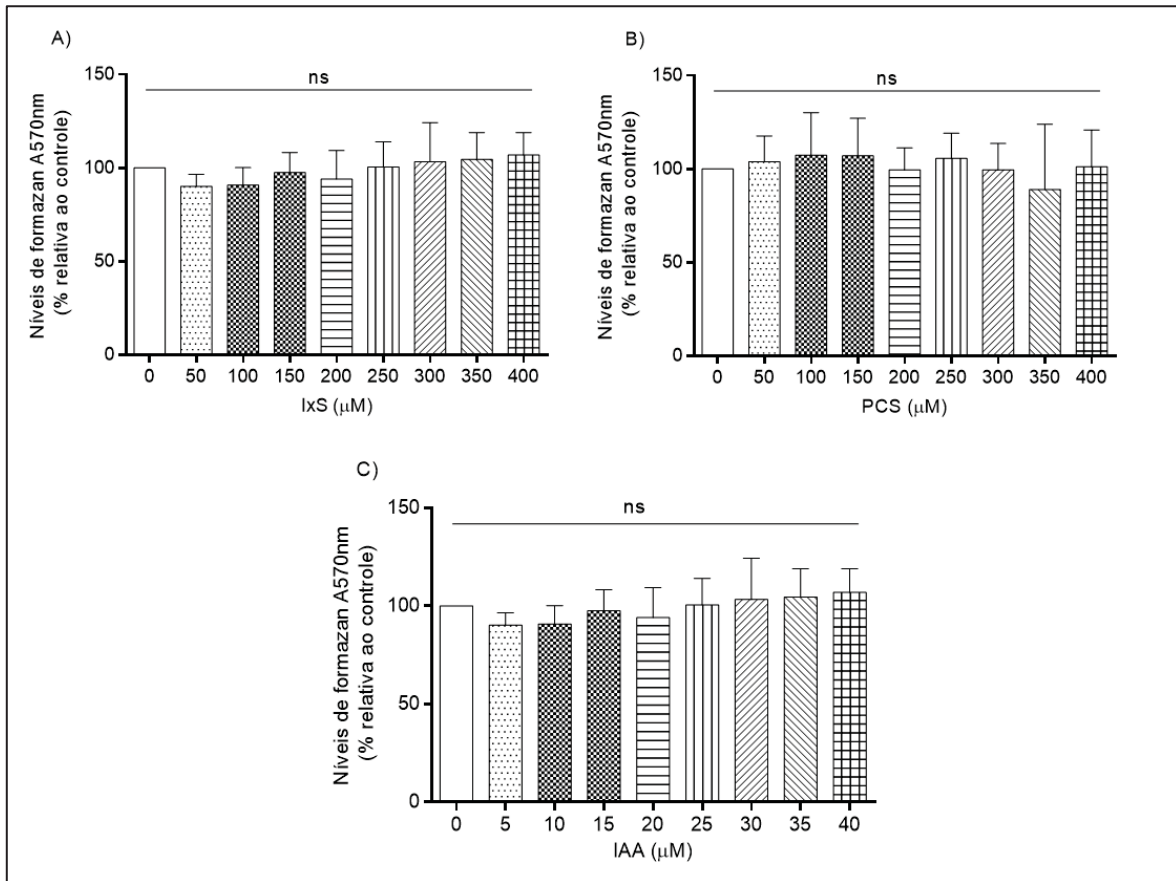 A)
ns
Níveis de formazan A570nm
(% relativa ao controle)
150
100
50
0
0 50 100 150 200 250 300 350 400
IxS (μM)
B)
ns
Níveis de formazan A570nm
(% relativa ao controle)
150
100
50
0
0 50 100 150 200 250 300 350 400
PCS (μM)
C)
ns
Níveis de formazan A570nm
(% relativa ao controle)
150
100
50
0
0 5 10 15 20 25 30 35 40
IAA (μM)